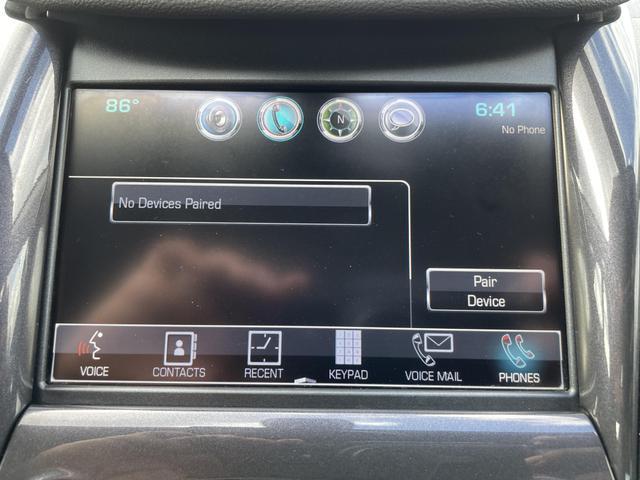 86°
N
6:41
No Phone
No Devices Paired
Pair
Device
VOICE
CONTACTS
RECENT
KEYPAD
VOICE MAIL
PHONES